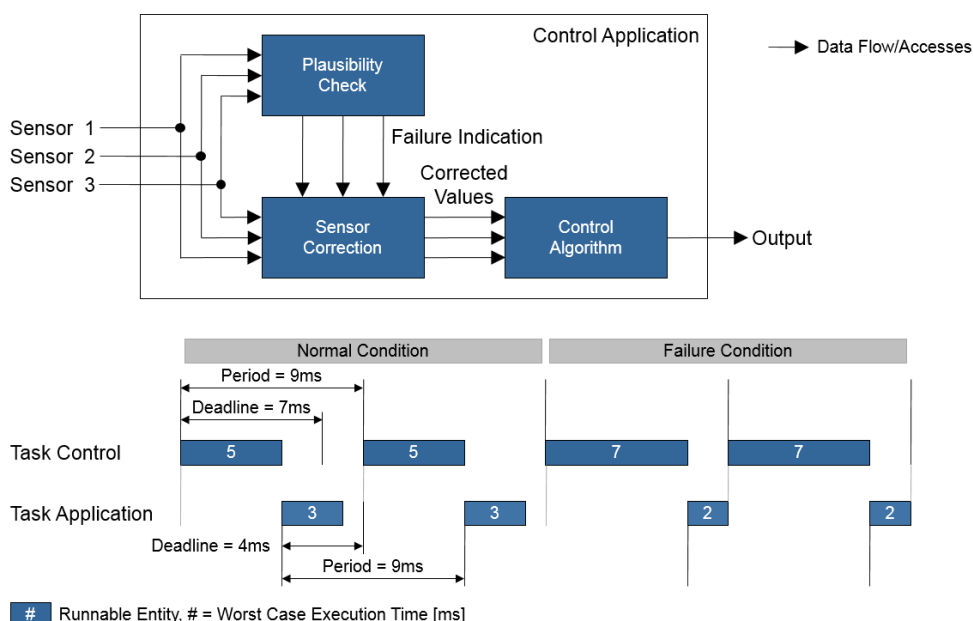 Control Application
Data Flow/Accesses
Plausibility
Check
Sensor 1
Sensor 2
Sensor 3
Failure Indication
Corrected
Values
Sensor
Correction
Control
Algorithm
Output
Normal Condition
Failure Condition
Period = 9ms
Deadline = 7ms
Task Control
5
5
7
7
Task Application
3
3
2
2
Deadline = 4ms
Period = 9ms
# Runnable Entity, # = Worst Case Execution Time [ms]